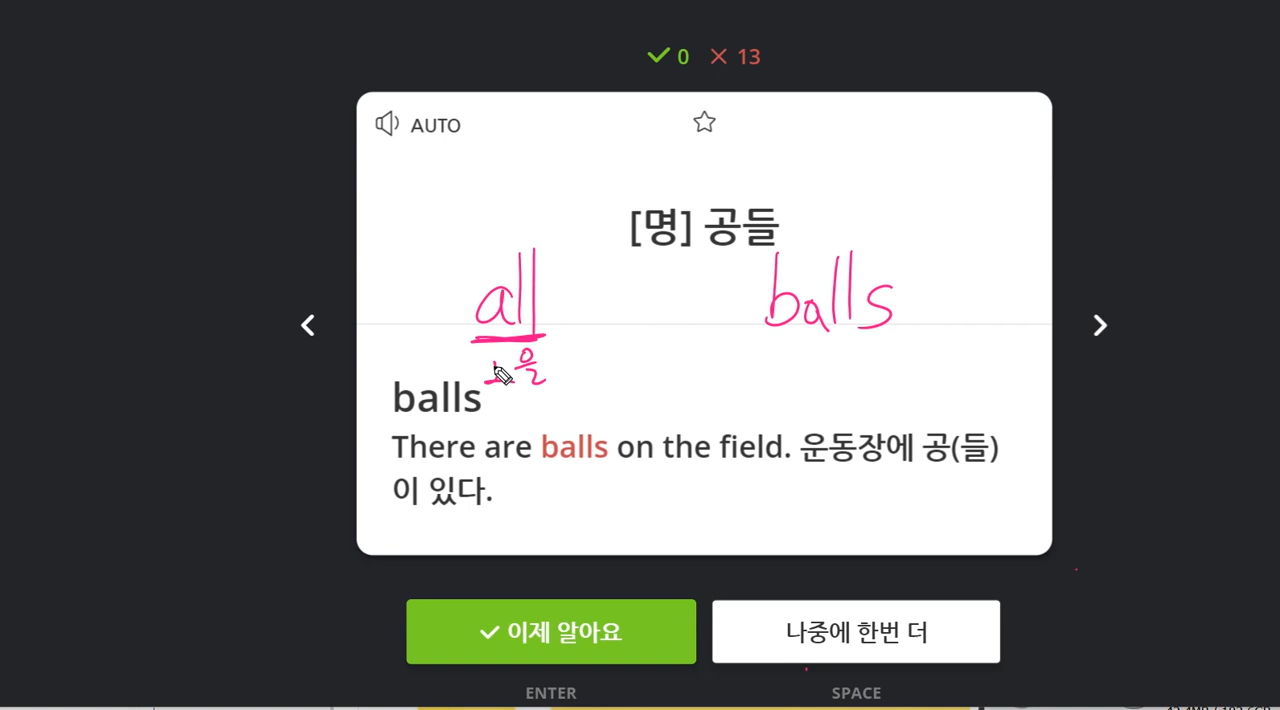 0 13
AUTO
[명] 공들
all balls
을
balls
There are balls on the field. 운동장에 공(들)
이 있다.
이제 알아요 나중에 한번 더
ENTER SPACE